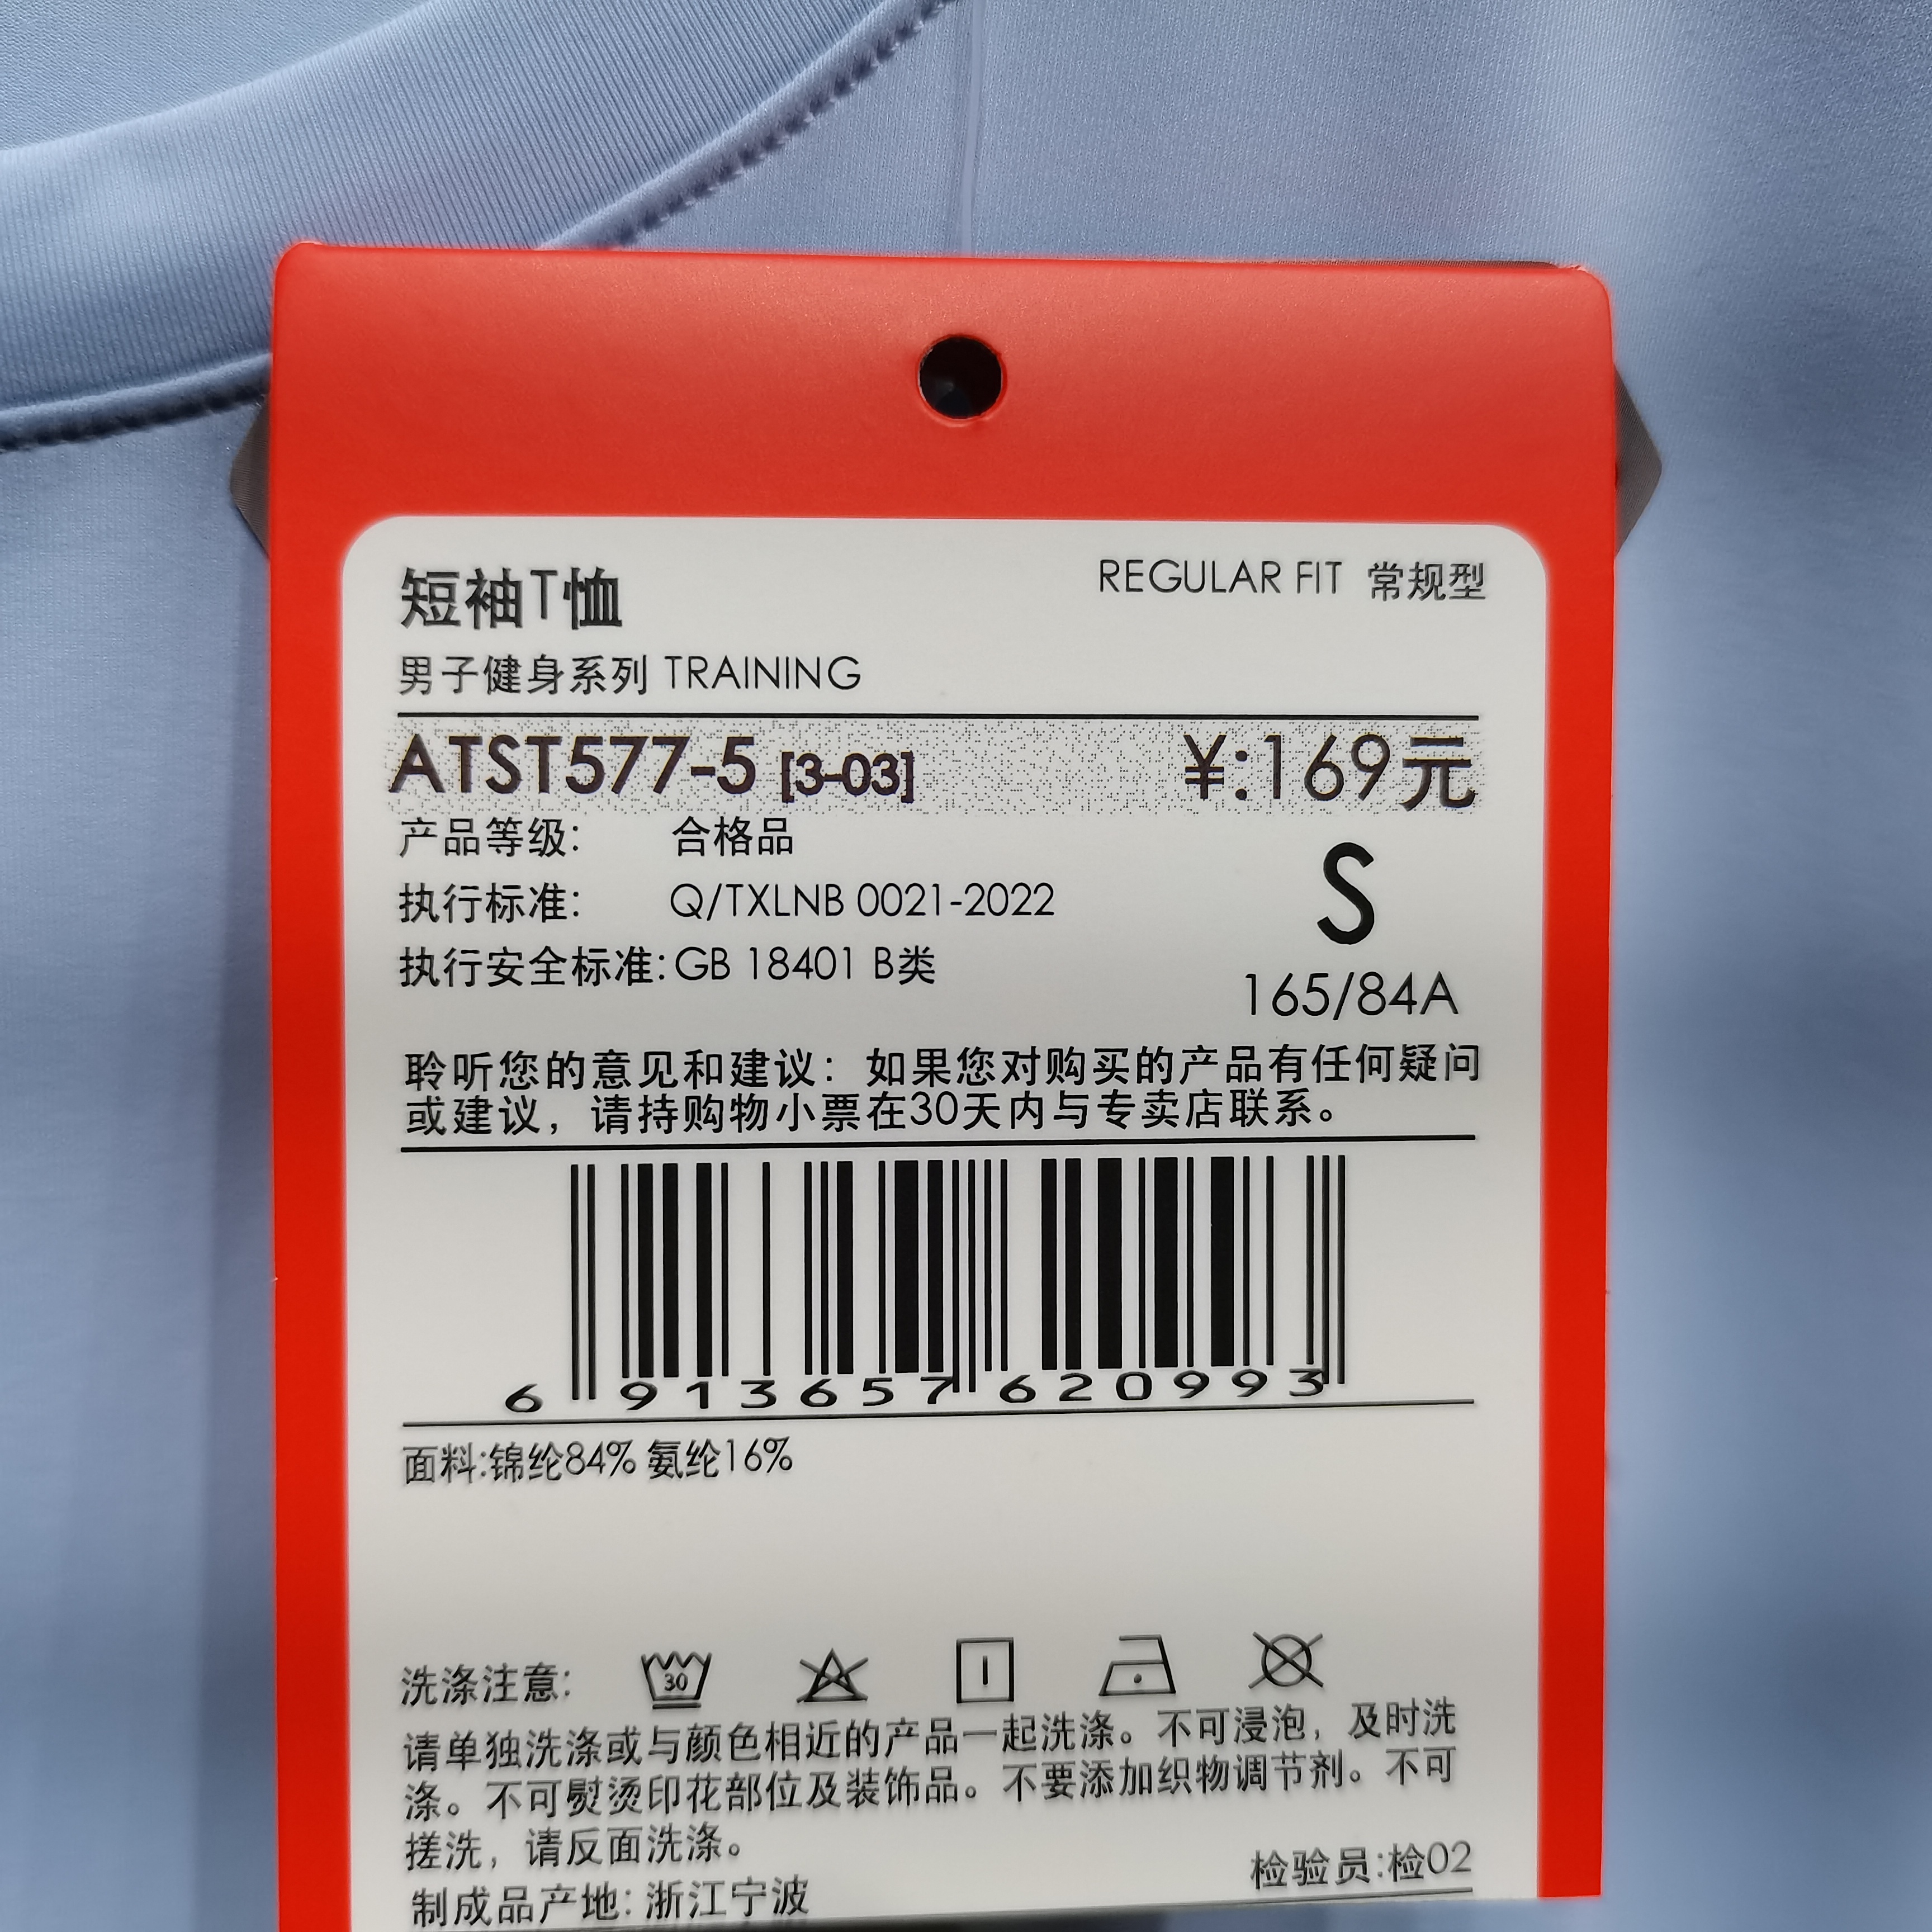 短袖T恤
REGULAR FIT 常规型
男子健身系列 TRAINING
ATST577-5 [3-03]
¥:169元
产品等级: 合格品
执行标准: Q/TXLNB 0021-2022
S
执行安全标准:GB 18401 B类
165/84A
聆听您的意见和建议：如果您对购买的产品有任何疑问
或建议，请持购物小票在30天内与专卖店联系。
6 913657 620993
面料:锦纶84% 氨纶16%
洗涤注意:
30
请单独洗涤或与颜色相近的产品一起洗涤。不可浸泡，及时洗
涤。不可熨烫印花部位及装饰品。不要添加织物调节剂。不可
搓洗，请反面洗涤。
检验员:检02
制成品产地: 浙江宁波